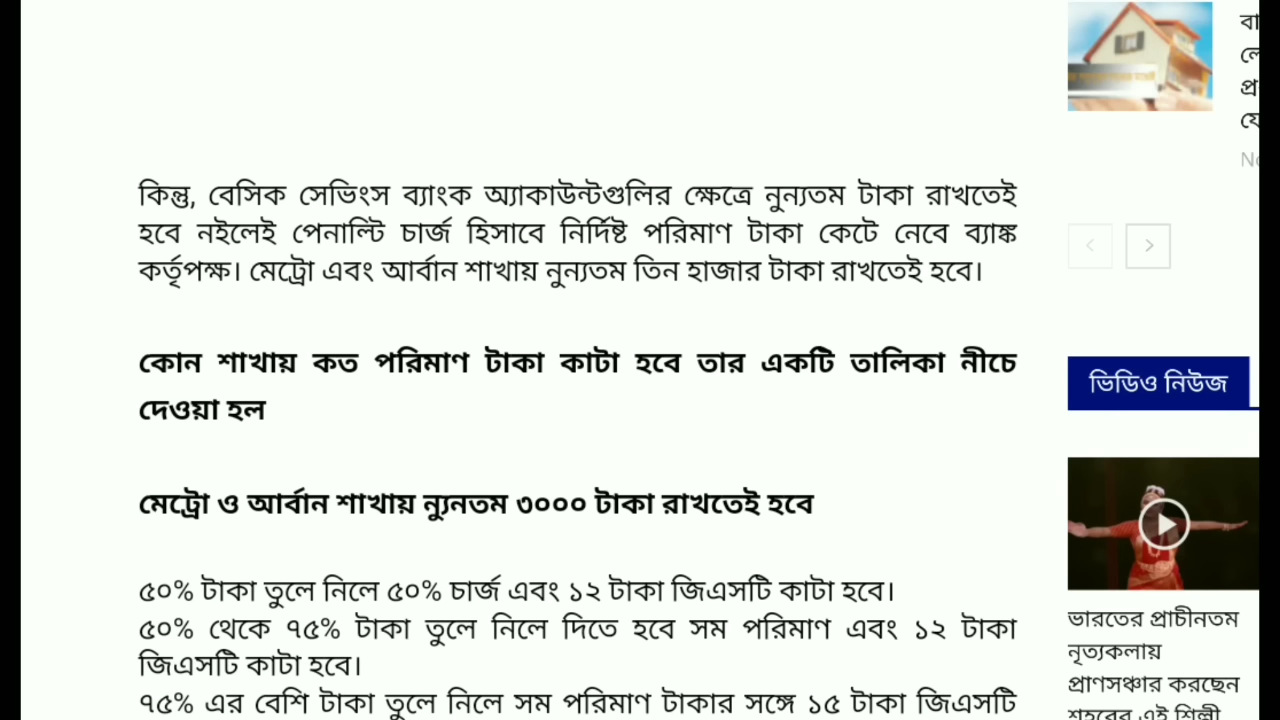 কিন্তু, বেসিক সেভিংস ব্যাংক অ্যাকাউন্টগুলির ক্ষেত্রে নুন্যতম টাকা রাখতেই
হবে নইলেই পেনাল্টি চার্জ হিসাবে নির্দিষ্ট পরিমাণ টাকা কেটে নেবে ব্যাঙ্ক
কর্তৃপক্ষ। মেট্রো এবং আর্বান শাখায় নুন্যতম তিন হাজার টাকা রাখতেই হবে।
কোন শাখায় কত পরিমাণ টাকা কাটা হবে তার একটি তালিকা নীচে
দেওয়া হল
মেট্রো ও আর্বান শাখায় ন্যুনতম ৩০০০ টাকা রাখতেই হবে
৫০% টাকা তুলে নিলে ৫০% চার্জ এবং ১২ টাকা জিএসটি কাটা হবে।
৫০% থেকে ৭৫% টাকা তুলে নিলে দিতে হবে সম পরিমাণ এবং ১২ টাকা
জিএসটি কাটা হবে।
৭৫% এর বেশি টাকা তুলে নিলে সম পরিমাণ টাকার সঙ্গে ১৫ টাকা জিএসটি
ভিডিও নিউজ
ভারতের প্রাচীনতম
নৃত্যকলায়
প্রাণসঞ্চার করছেন
শহরের এই শিল্পী